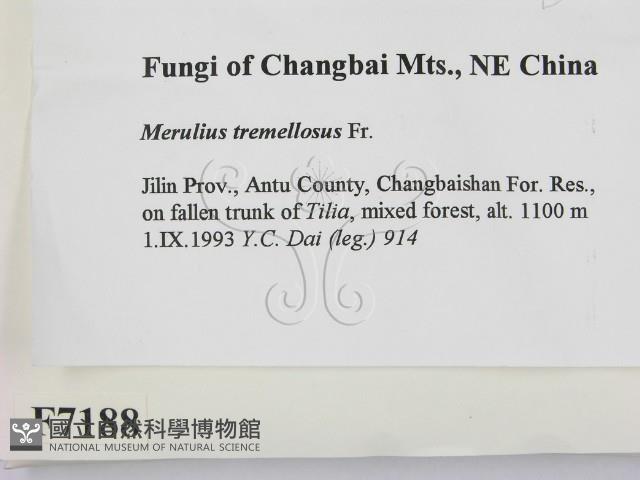 Fungi of Changbai Mts., NE China
Merulius tremellosus Fr.
Jilin Prov., Antu County, Changbaishan For. Res.,
on fallen trunk of Tilia, mixed forest, alt. 1100 m
1.IX.1993 Y.C. Dai (leg.) 914
F7188
國立自然科學博物館
NATIONAL MUSEUM OF NATURAL SCIENCE